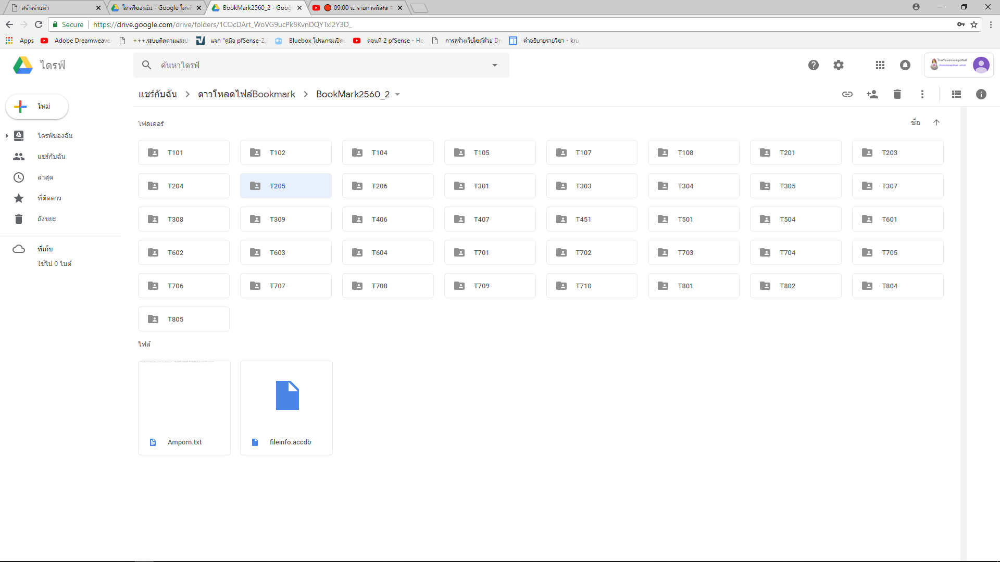 สร้างร้านค้า
ไดรฟ์ของฉัน - Google ไดรฟ์
BookMark2560_2 - Goog
09.00 น. รายการพิเศษ
Secure
https://drive.google.com/drive/folders/1COcDArt_WoVG9ucPk8KvnDQYTxl2Y3D_
Apps
Adobe Dreamweave
+++.ระบบติดตามและป
แจก "คู่มือ pfSense-2.
Bluebox โปรแกรมเปิด
ตอนที่ 2 pfSense - Ho
การสร้างเว็บไซต์ด้วย Dr
คำอธิบายรายวิชา - kru
ไดรฟ์
ค้นหาไดรฟ์
แชร์กับฉัน
ดาวโหลดไฟล์Bookmark
BookMark2560_2
ใหม่
ไดรฟ์ของฉัน
แชร์กับฉัน
ล่าสุด
ที่ติดดาว
ถังขยะ
ที่เก็บ
ใช้ไป 0 ไบต์
โฟลเดอร์
ชื่อ
T101 T102 T104 T105 T107 T108 T201 T203
T204 T205 T206 T301 T303 T304 T305 T307
T308 T309 T406 T407 T451 T501 T504 T601
T602 T603 T604 T701 T702 T703 T704 T705
T706 T707 T708 T709 T710 T801 T802 T804
T805
ไฟล์
Amporn.txt
fileinfo.accdb